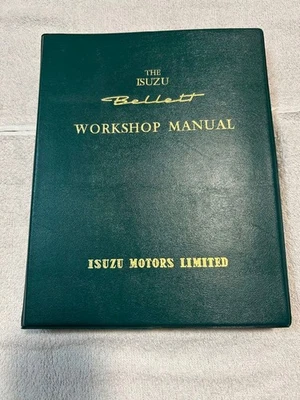 THE
ISUZU
Bellett
WORKSHOP MANUAL
ISUZU MOTORS LIMITED